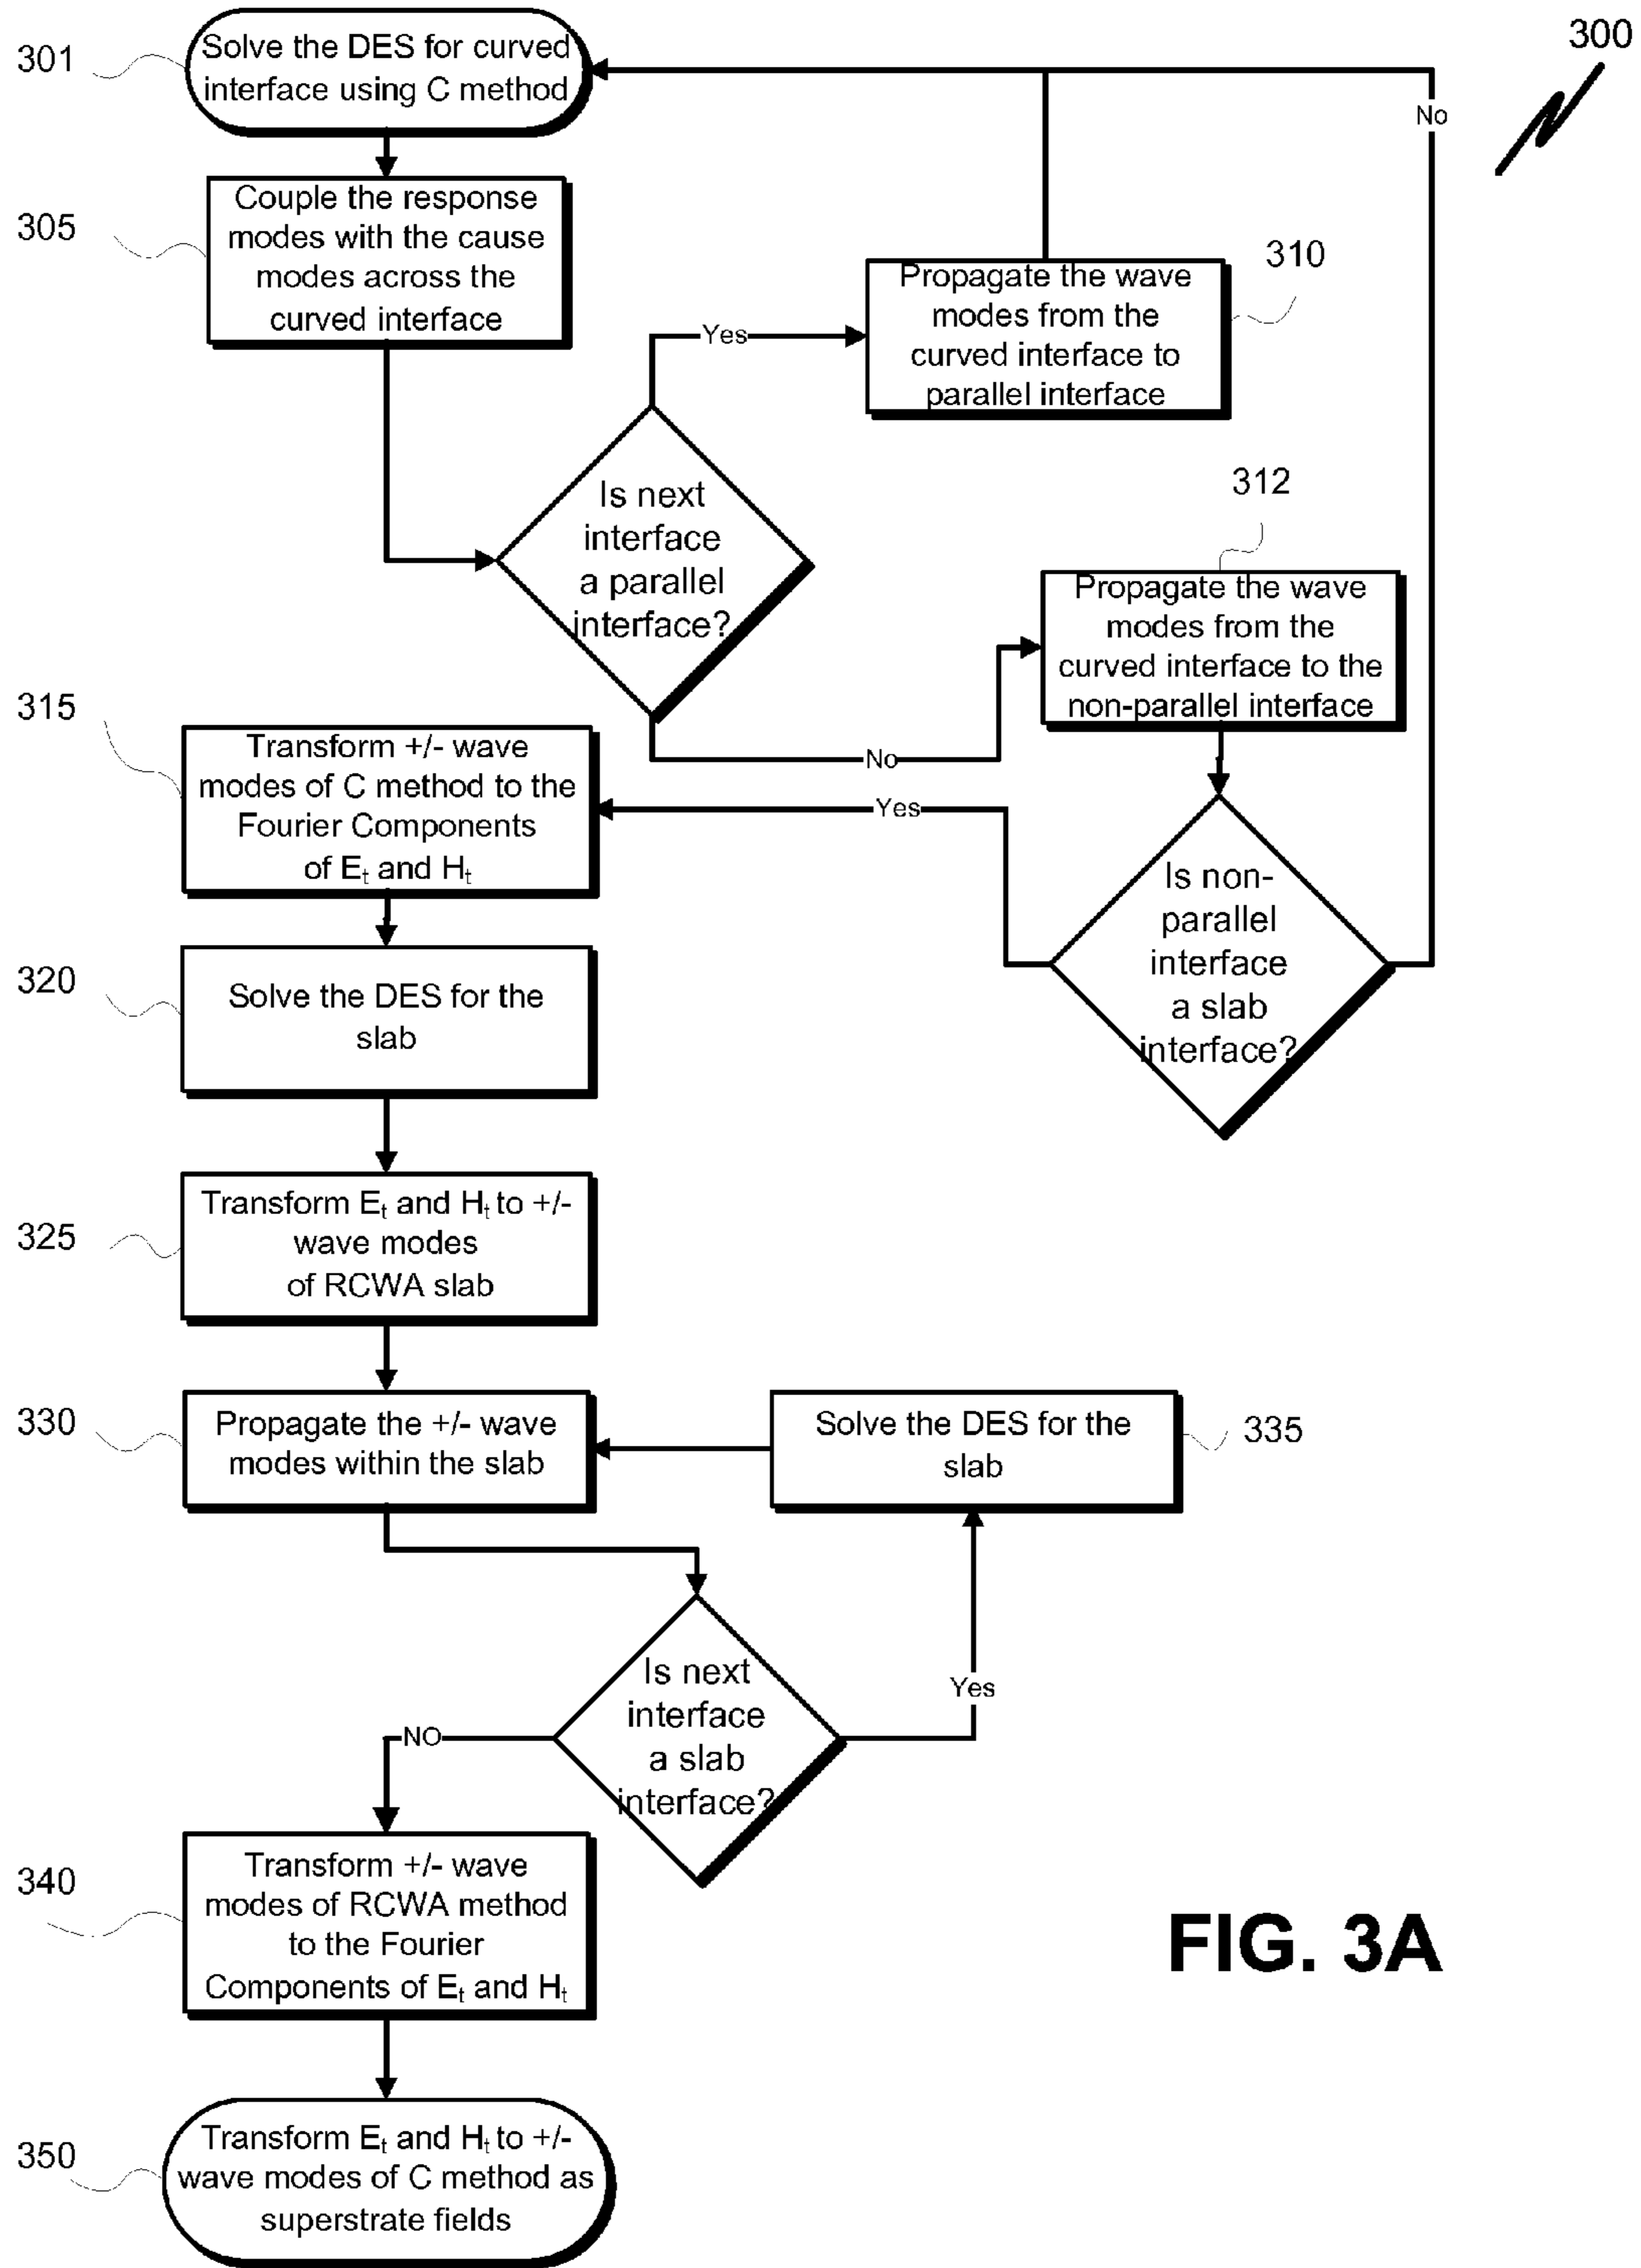 300
301
Solve the DES for curved
interface using C method
No
305
Couple the response
modes with the cause
modes across the
curved interface
310
Propagate the wave
modes from the
curved interface to
parallel interface
Yes
Is next
interface
a parallel
interface?
312
Propagate the wave
modes from the
curved interface to the
non-parallel interface
No
315
Transform +/- wave
modes of C method to the
Fourier Components
of Et and Ht
Yes
Is non-
parallel
interface
a slab
interface?
320
Solve the DES for the
slab
325
Transform Et and Ht to +/-
wave modes
of RCWA slab
330
Propagate the +/- wave
modes within the slab
Solve the DES for the
slab
335
Is next
interface
a slab
interface?
Yes
NO
340
Transform +/- wave
modes of RCWA method
to the Fourier
Components of Et and Ht
FIG. 3A
350
Transform Et and Ht to +/-
wave modes of C method as
superstrate fields